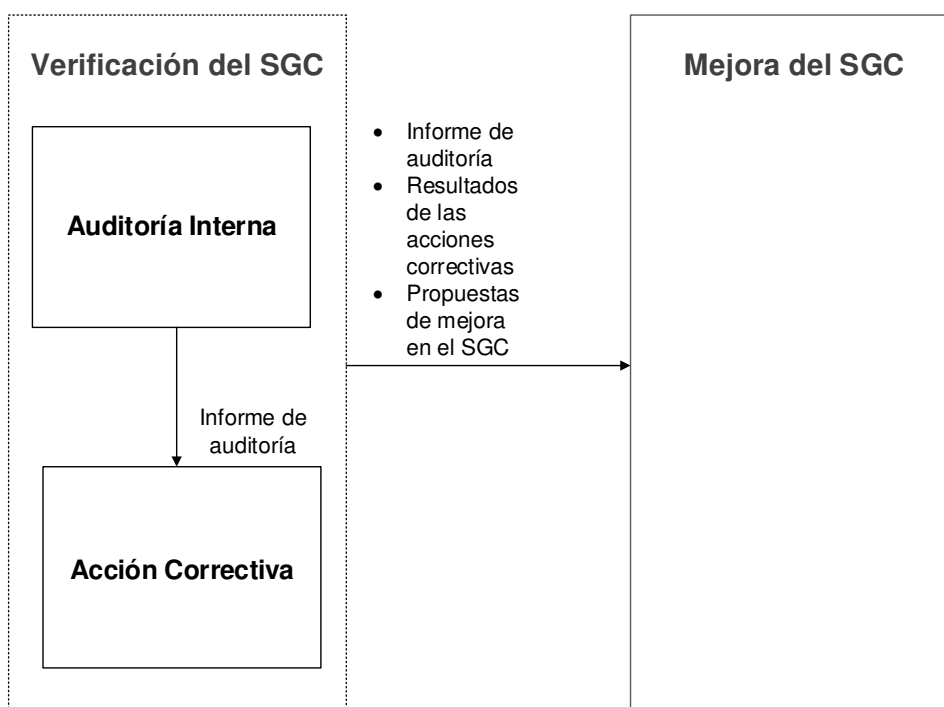 Verificación del SGC
Mejora del SGC
Auditoría Interna
• Informe de
auditoría
• Resultados
de las
acciones
correctivas
• Propuestas
de mejora
en el SGC
Informe de
auditoría
Acción Correctiva